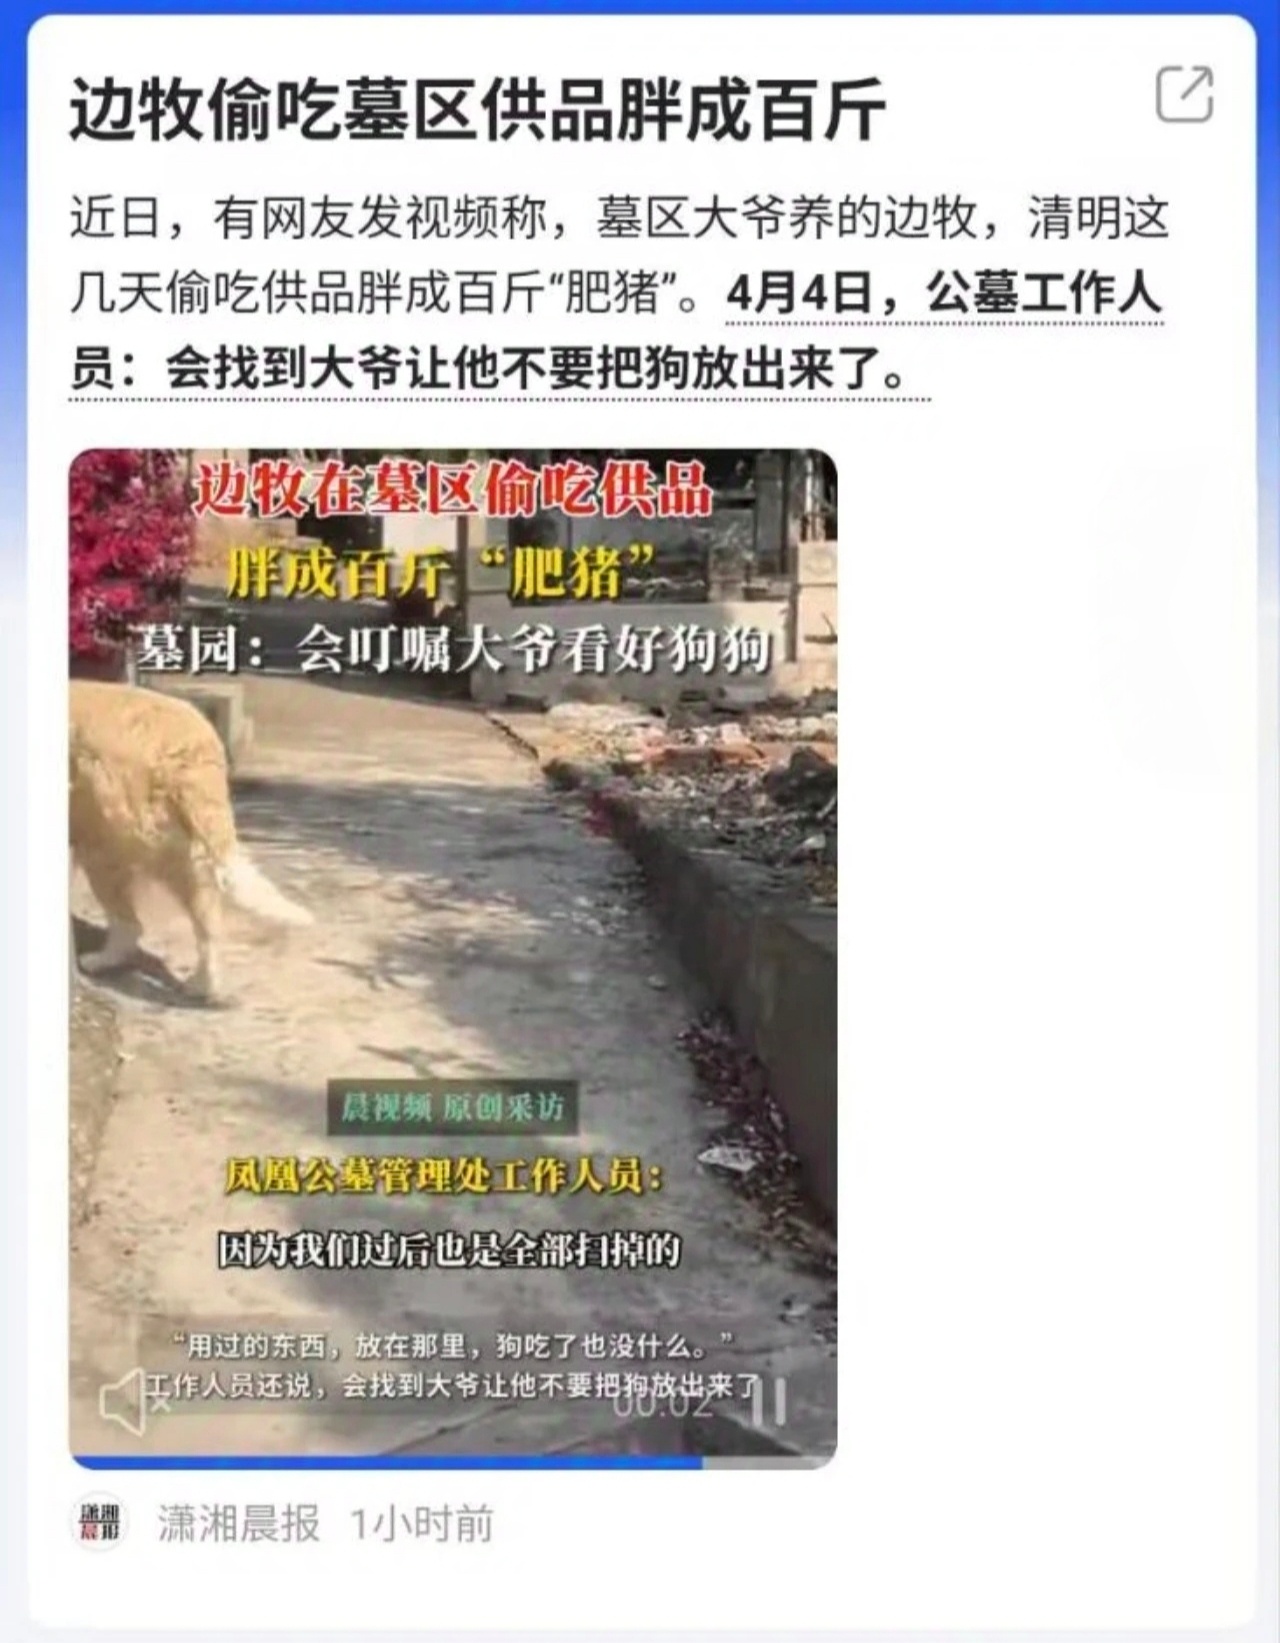 边牧偷吃墓区供品胖成百斤
近日，有网友发视频称，墓区大爷养的边牧，清明这
几天偷吃供品胖成百斤“肥猪”。4月4日，公墓工作人
员：会找到大爷让他不要把狗放出来了。
边牧在墓区偷吃供品
胖成百斤“肥猪”
墓园：会叮嘱大爷看好狗狗
晨视频 原创采访
凤凰公墓管理处工作人员：
因为我们过后也是全部扫掉的
“用过的东西，放在那里，狗吃了也没什么。”
工作人员还说，会找到大爷让他不要把狗放出来了
00:02
潇湘晨报
潇湘晨报 1小时前